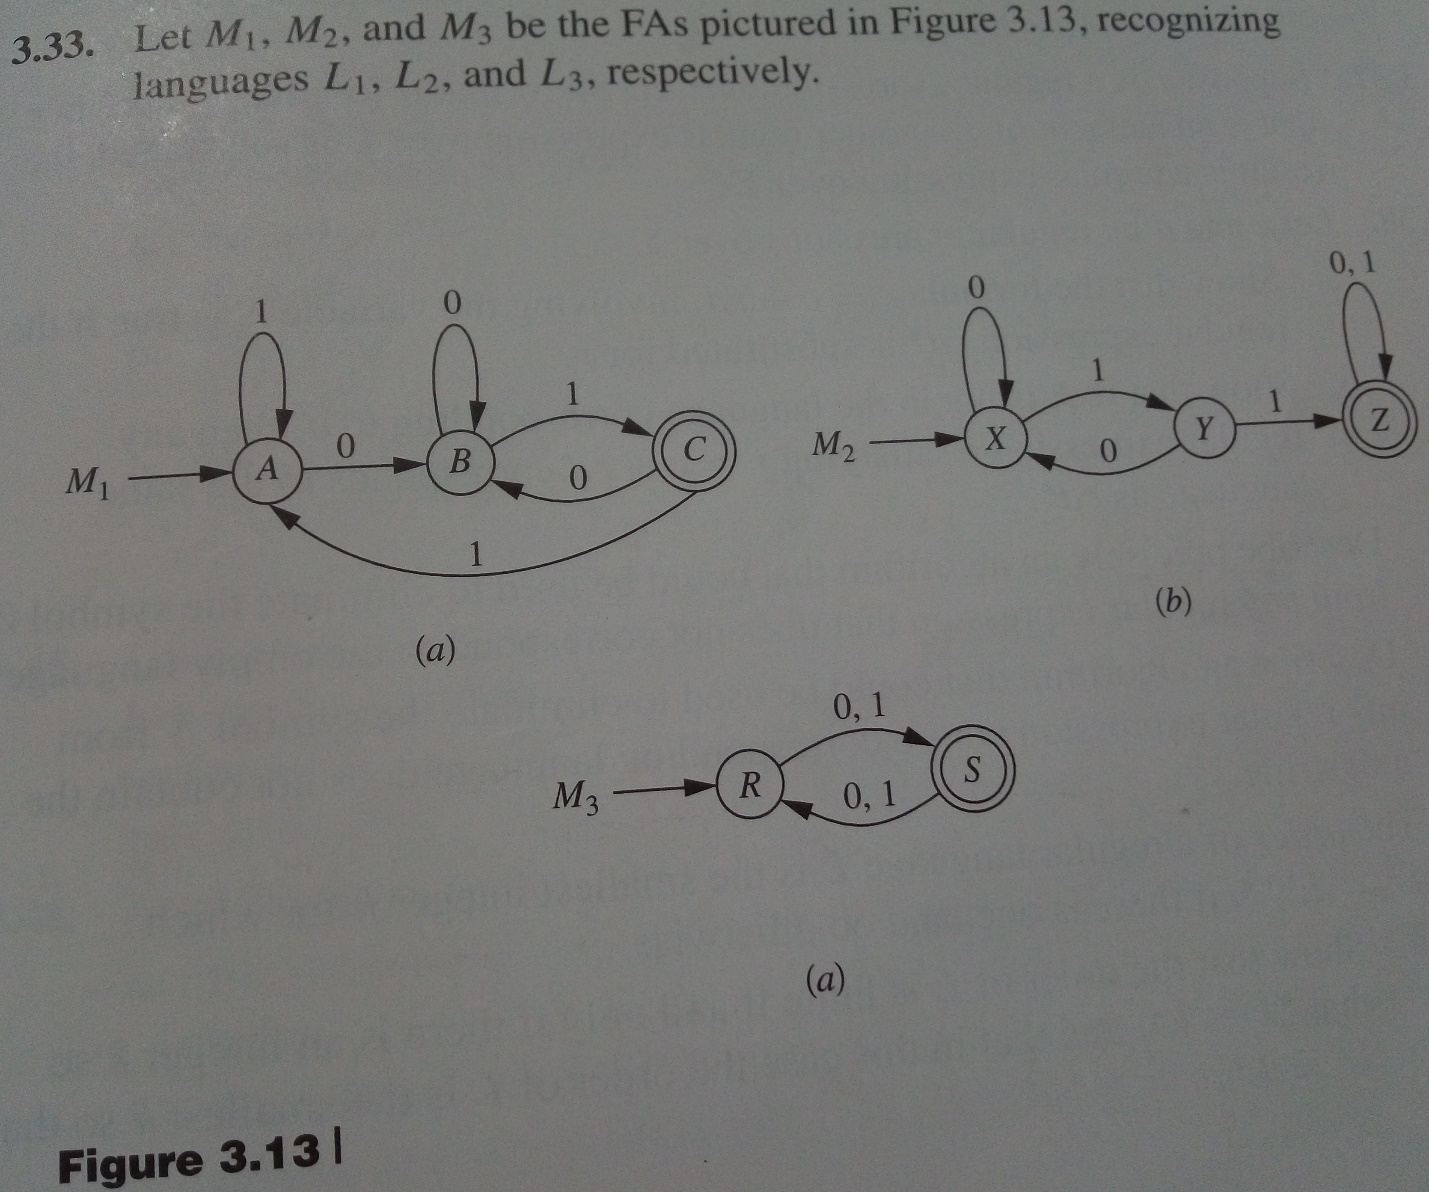 3.33. Let M₁, M₂, and M₃ be the FAs pictured in Figure 3.13, recognizing
languages L₁, L₂, and L₃, respectively.
1
0
A
0
B
1
C
0
1
M₁
(a)
0
0, 1
X
1
Y
1
Z
0
M₂
(b)
0, 1
R
S
0, 1
M₃
(a)
Figure 3.13 |